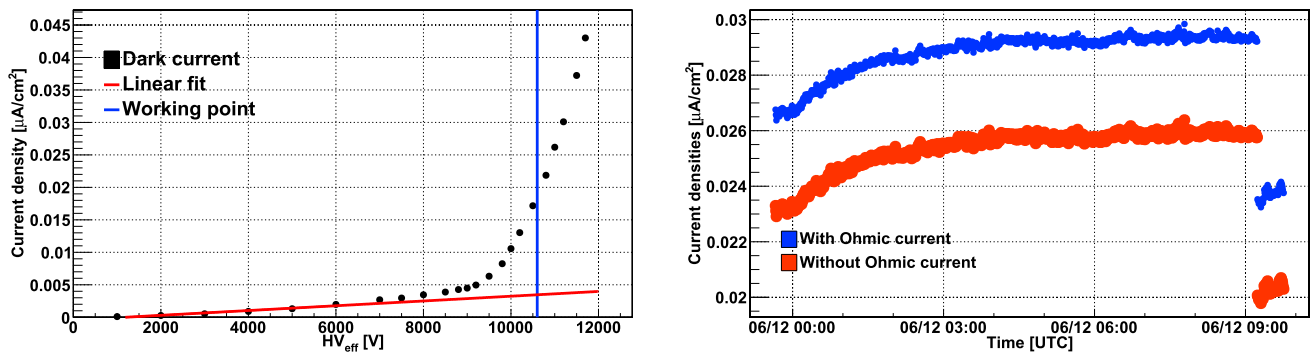 Current density [μA/cm²]
0.045
0.04
0.035
0.03
0.025
0.02
0.015
0.01
0.005
0
Dark current
Linear fit
Working point
0 2000 4000 6000 8000 10000 12000
HV_eff [V]
Current densities [μA/cm²]
0.03
0.028
0.026
0.024
0.022
0.02
With Ohmic current
Without Ohmic current
06/12 00:00 06/12 03:00 06/12 06:00 06/12 09:00
Time [UTC]